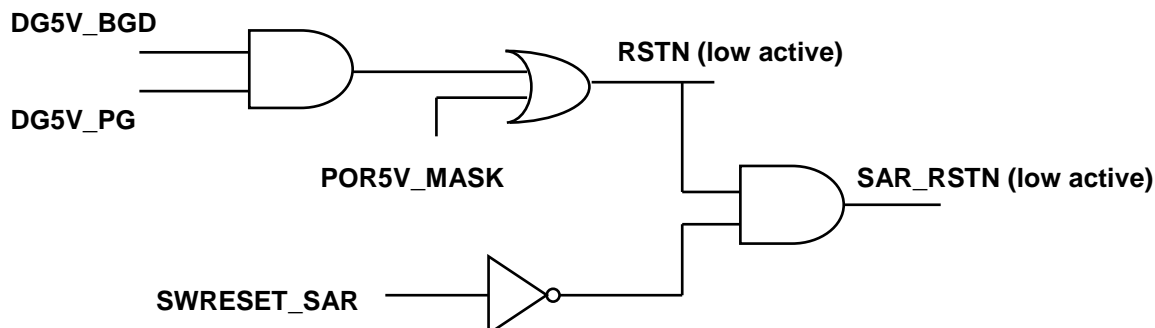 DG5V_BGD
RSTN (low active)
DG5V_PG
POR5V_MASK
SAR_RSTN (low active)
SWRESET_SAR